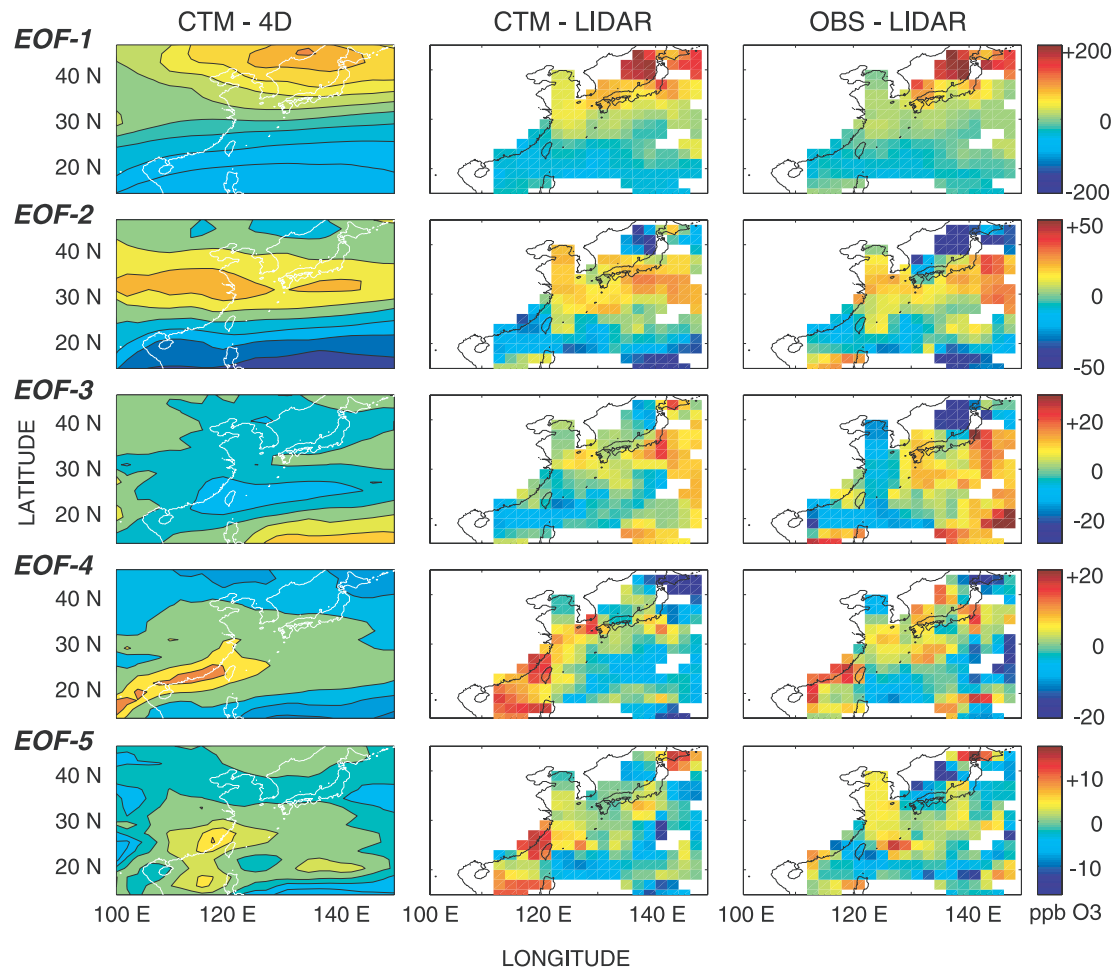 CTM - 4D CTM - LIDAR OBS - LIDAR
EOF-1
40 N
30 N
20 N
+200
0
-200
EOF-2
40 N
30 N
20 N
+50
0
-50
EOF-3
40 N
30 N
20 N
+20
0
-20
LATITUDE
EOF-4
40 N
30 N
20 N
+20
0
-20
EOF-5
40 N
30 N
20 N
+10
0
-10
100 E 120 E 140 E 100 E 120 E 140 E 100 E 120 E 140 E ppb O3
LONGITUDE